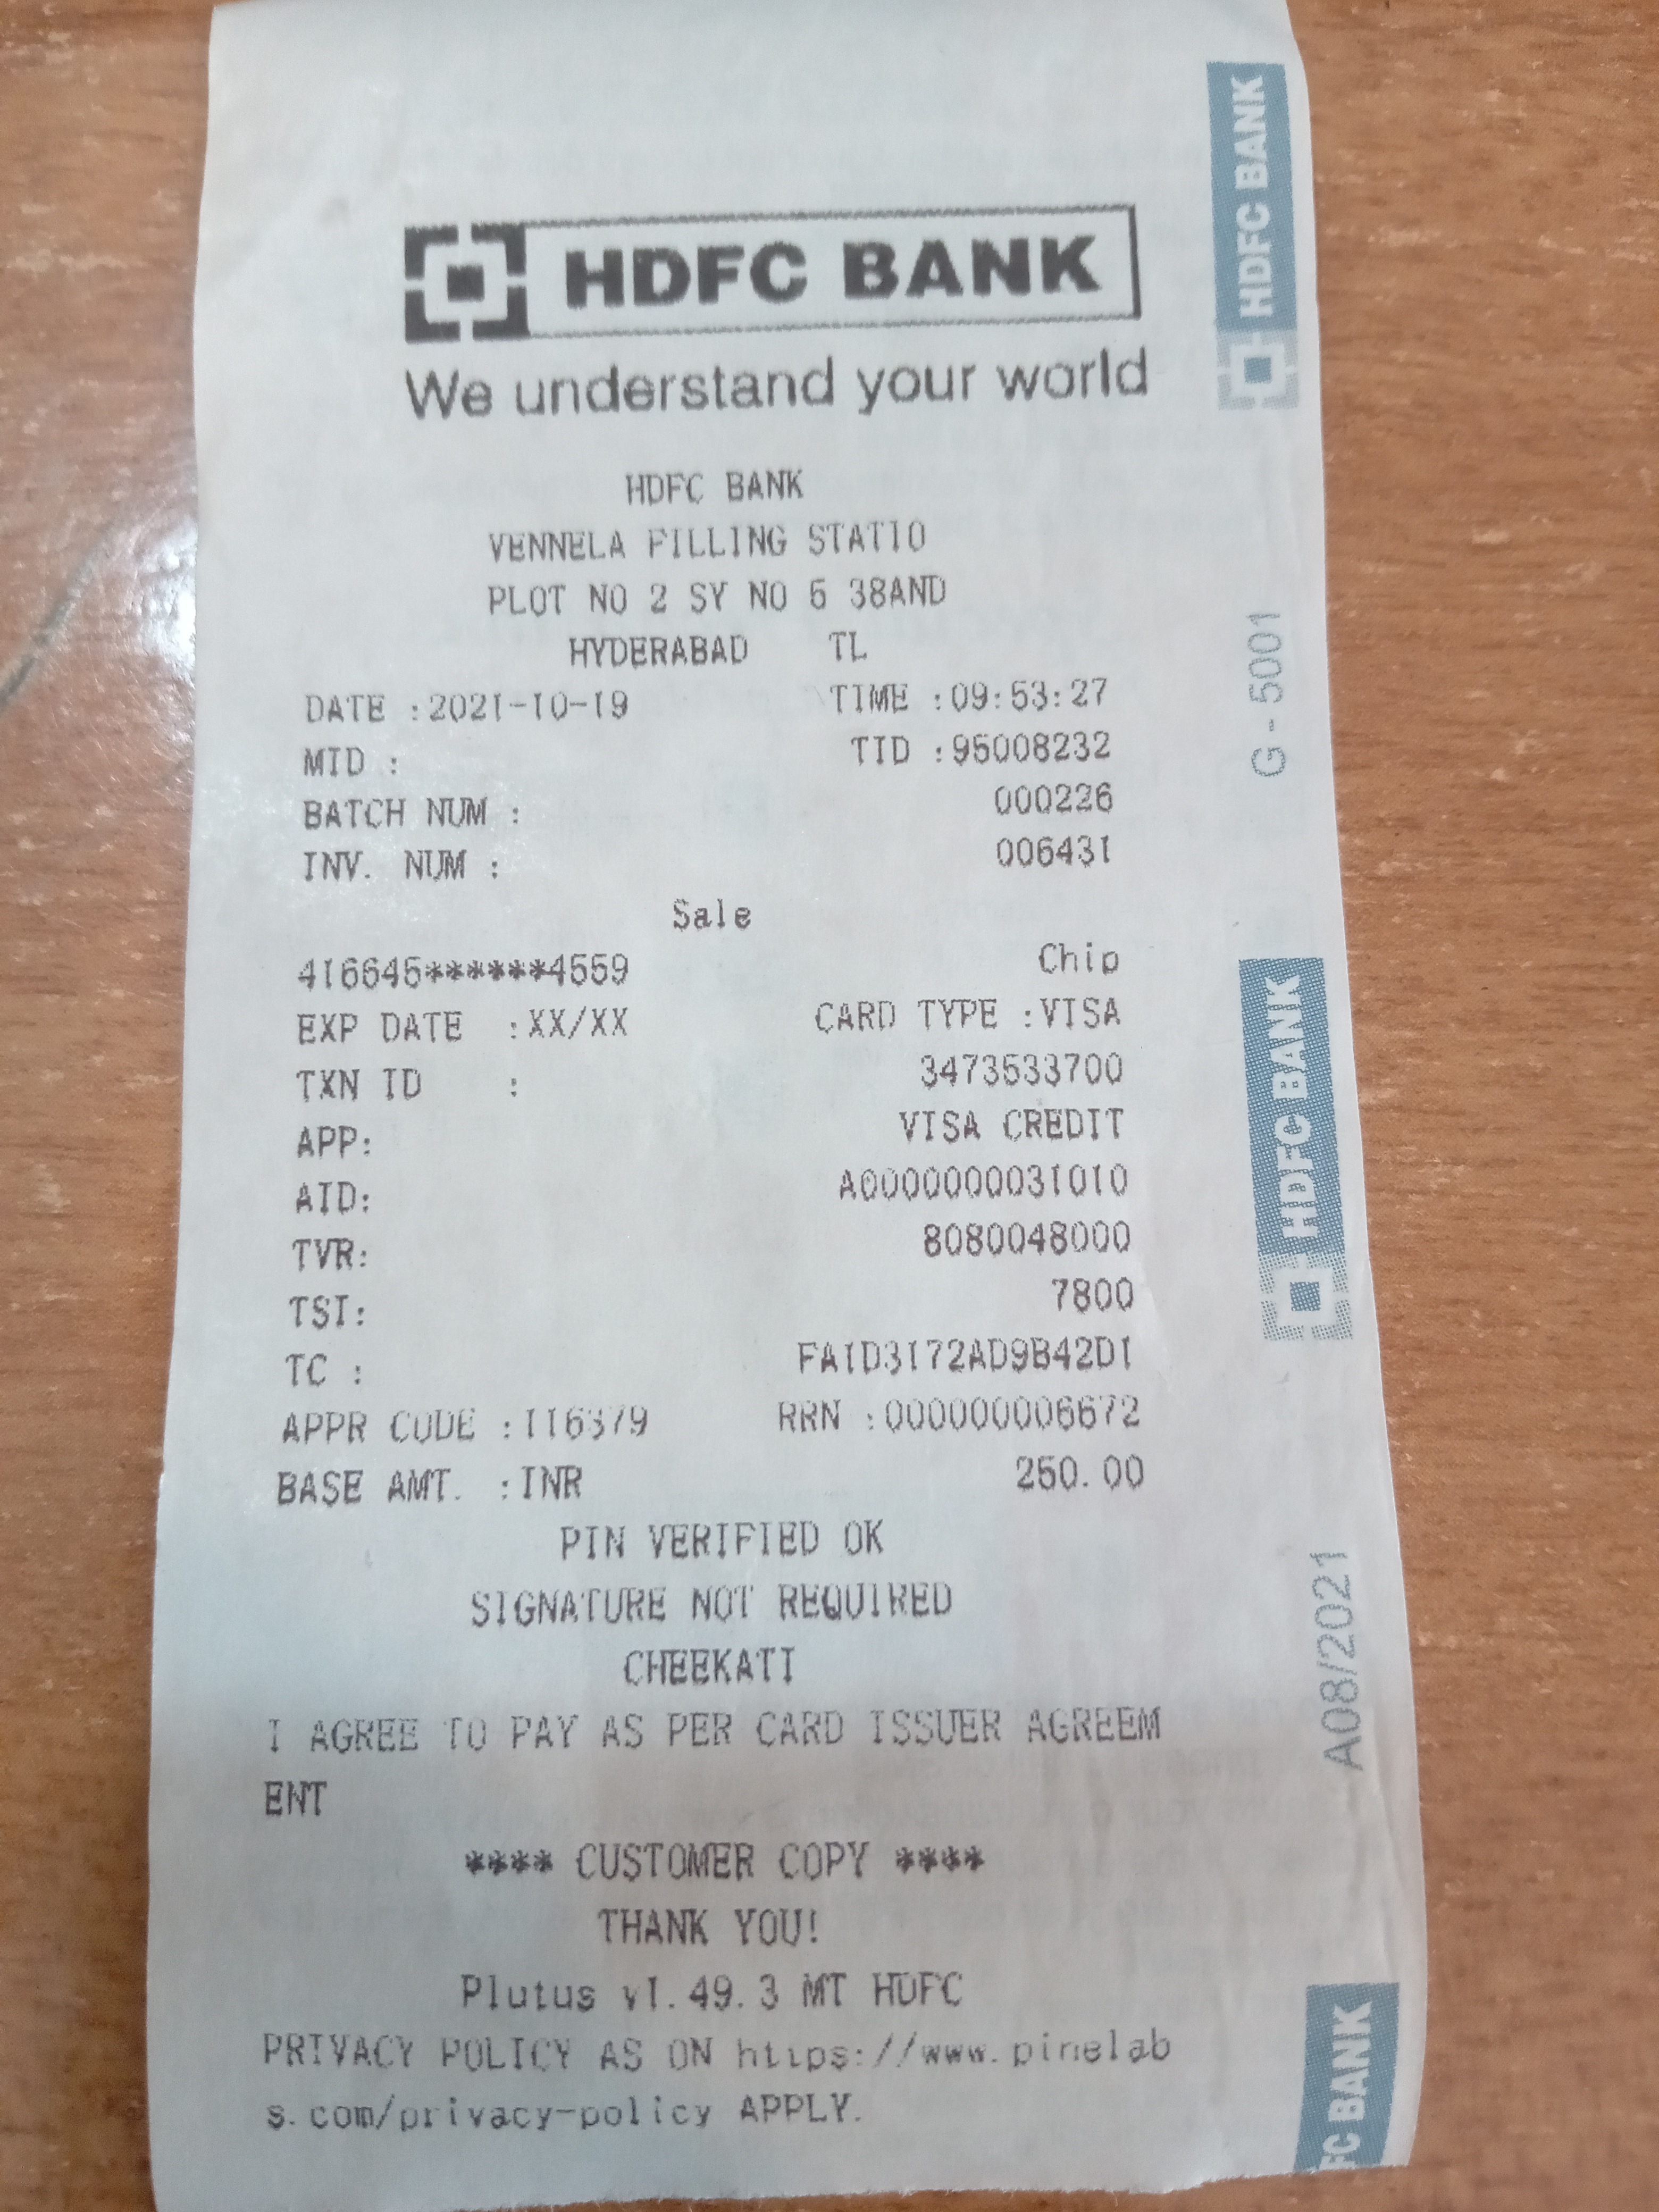 HDFC BANK
We understand your world
HDFC BANK
VENNELA FILLING STATIO
PLOT NO 2 SY NO 6 38AND
HYDERABAD TL
DATE :2021-10-19 TIME :09:53:27
MID : TID :95008232
BATCH NUM : 000226
INV. NUM : 006431
Sale
416645******4559 Chip
EXP DATE :XX/XX CARD TYPE :VISA
TXN ID : 3473533700
APP: VISA CREDIT
AID: A0000000031010
TVR: 8080048000
TSI: 7800
TC : FA1D3172AD9B42D1
APPR CODE :116379 RRN :000000006672
BASE AMT. :INR 250.00
PIN VERIFIED OK
SIGNATURE NOT REQUIRED
CHEEKATI
I AGREE TO PAY AS PER CARD ISSUER AGREEM
ENT
**** CUSTOMER COPY ****
THANK YOU!
Plutus v1.49.3 MT HDFC
PRIVACY POLICY AS ON https://www.pinelab
s.com/privacy-policy APPLY.
HDFC BANK
G - 5001
HDFC BANK
A08/2021
FC BANK